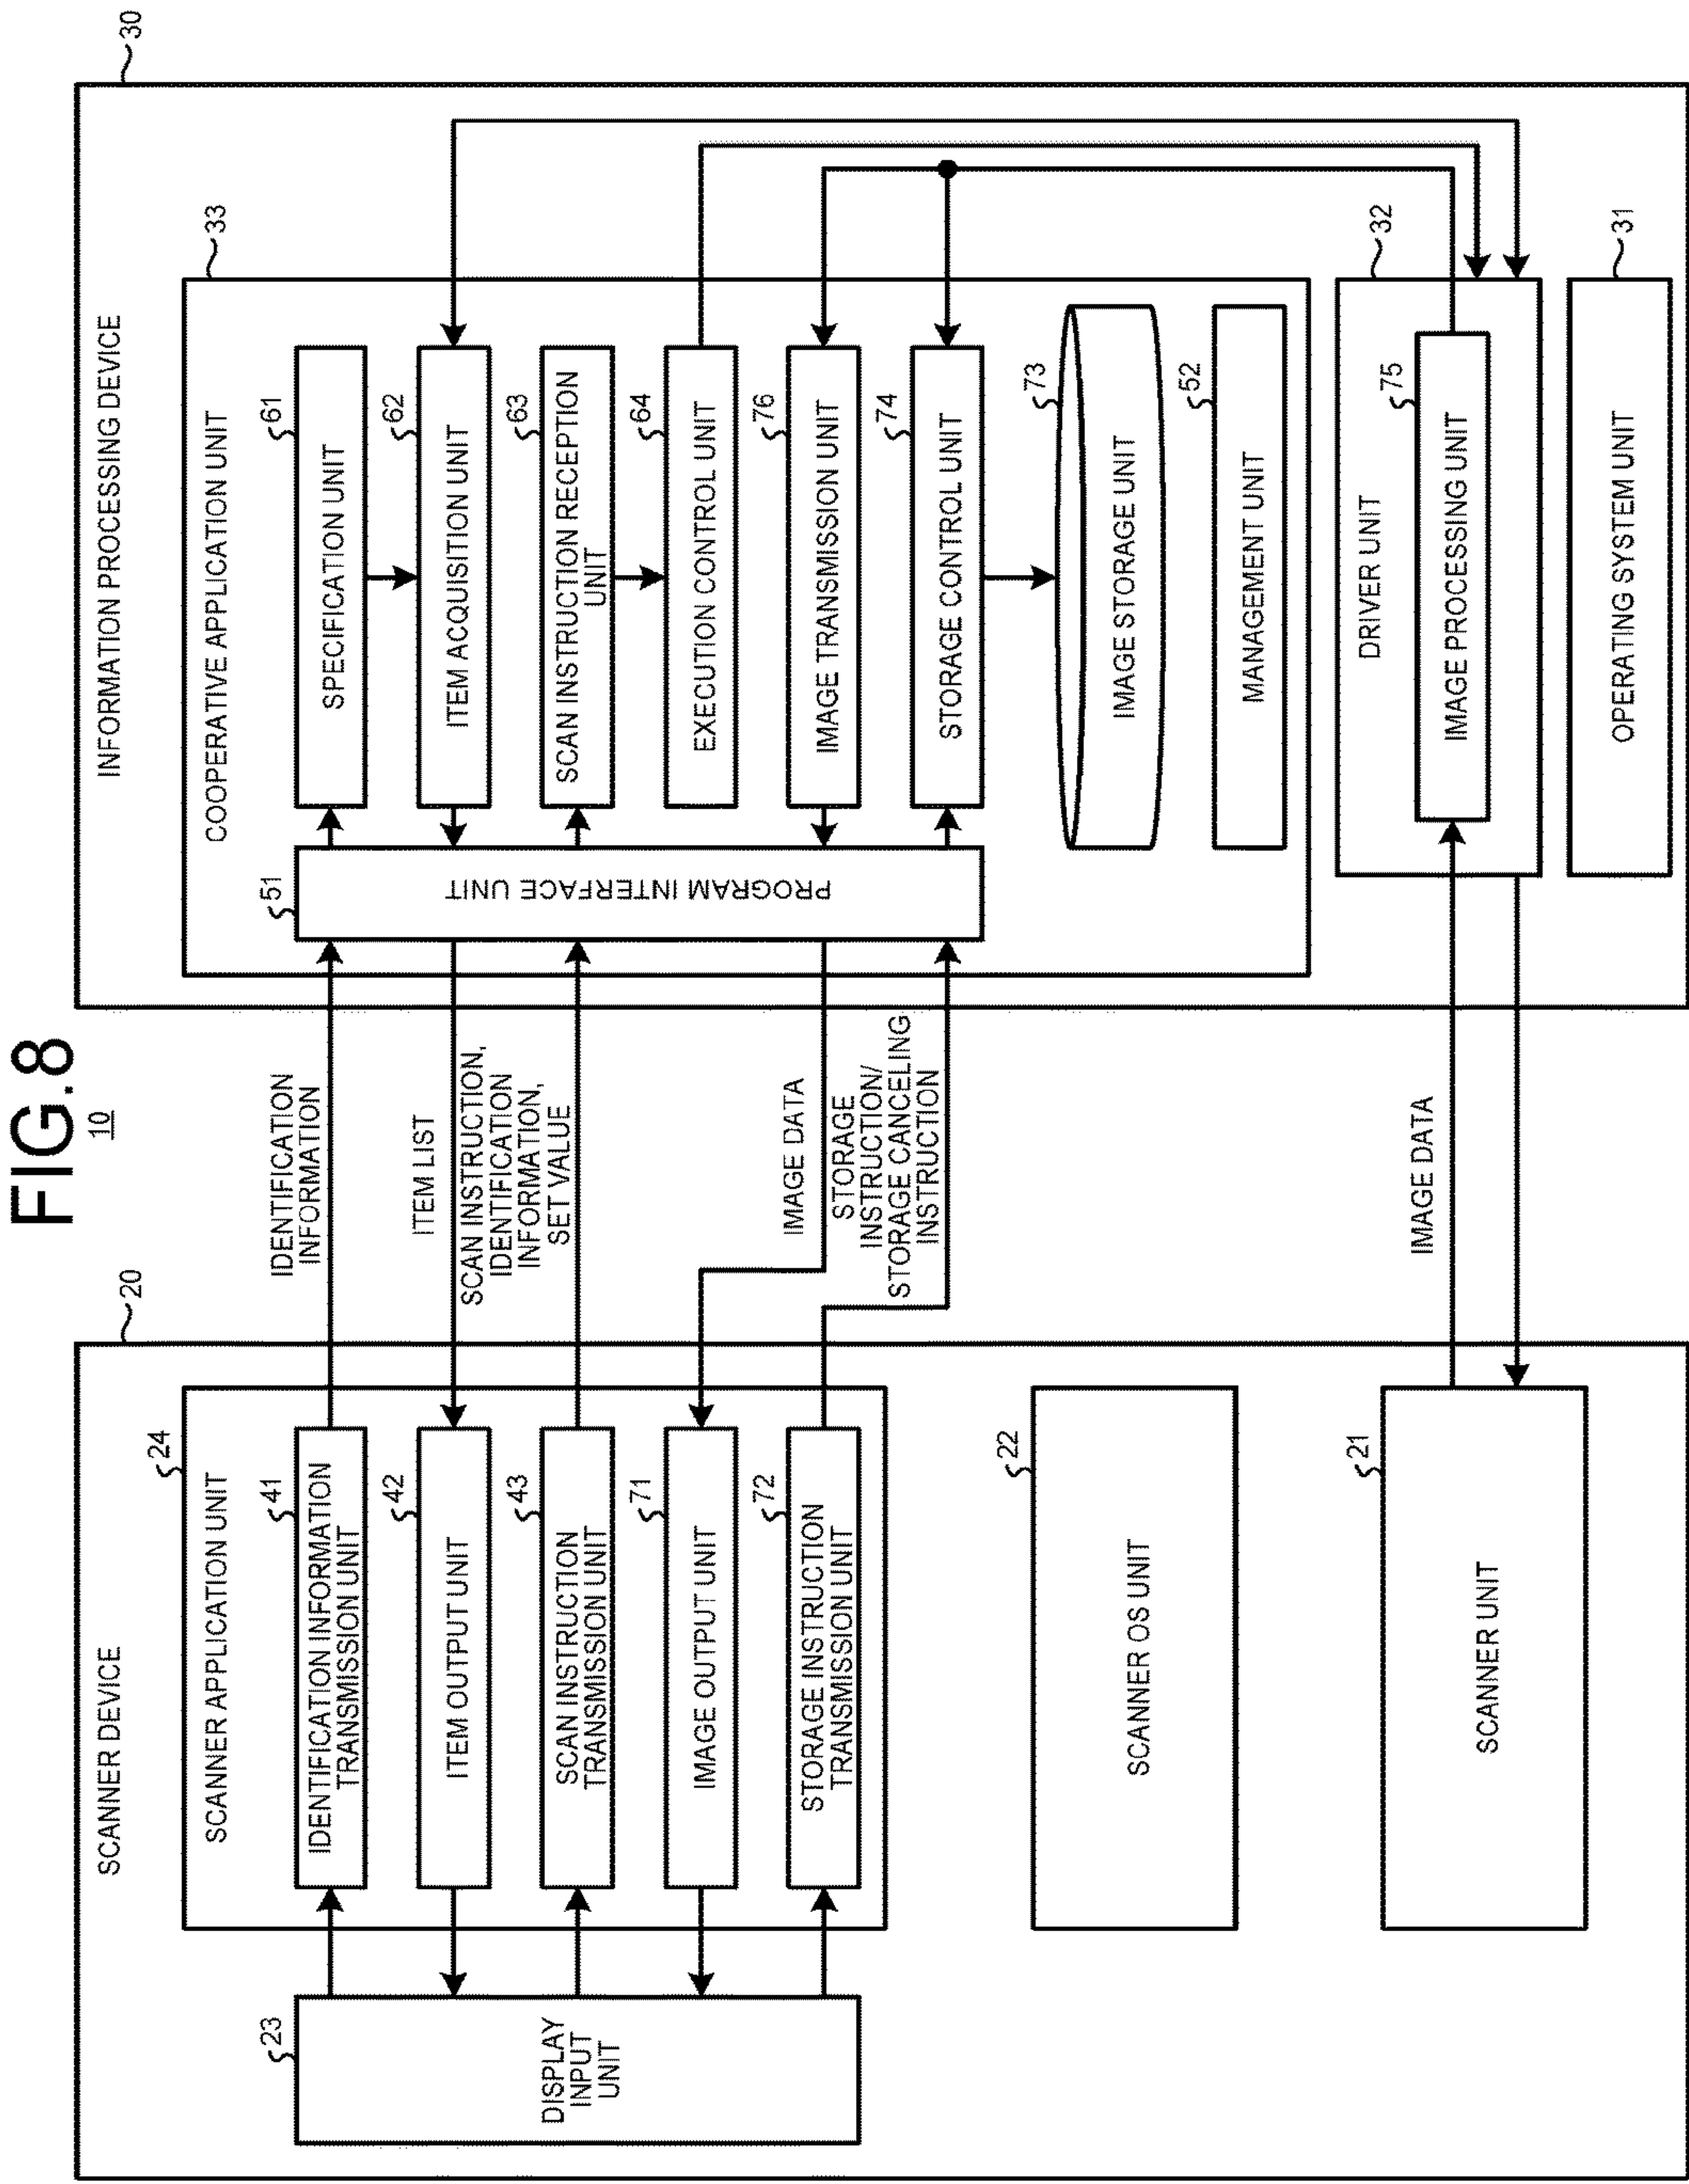 FIG.8
10
20
SCANNER DEVICE
23
DISPLAY
INPUT
UNIT
24
SCANNER APPLICATION UNIT
41
IDENTIFICATION INFORMATION
TRANSMISSION UNIT
42
ITEM OUTPUT UNIT
43
SCAN INSTRUCTION
TRANSMISSION UNIT
71
IMAGE OUTPUT UNIT
72
STORAGE INSTRUCTION
TRANSMISSION UNIT
22
SCANNER OS UNIT
21
SCANNER UNIT
IDENTIFICATION
INFORMATION
ITEM LIST
SCAN INSTRUCTION,
IDENTIFICATION
INFORMATION,
SET VALUE
IMAGE DATA
STORAGE
INSTRUCTION/
STORAGE CANCELING
INSTRUCTION
IMAGE DATA
30
INFORMATION PROCESSING DEVICE
33
COOPERATIVE APPLICATION UNIT
51
PROGRAM INTERFACE UNIT
61
SPECIFICATION UNIT
62
ITEM ACQUISITION UNIT
63
SCAN INSTRUCTION RECEPTION
UNIT
64
EXECUTION CONTROL UNIT
76
IMAGE TRANSMISSION UNIT
74
STORAGE CONTROL UNIT
73
IMAGE STORAGE UNIT
52
MANAGEMENT UNIT
32
DRIVER UNIT
75
IMAGE PROCESSING UNIT
31
OPERATING SYSTEM UNIT